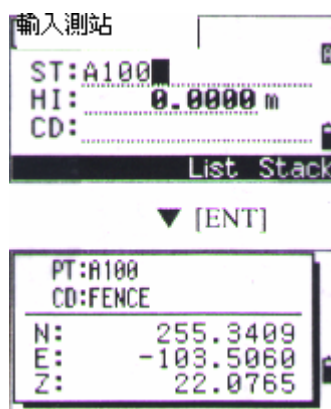 輸入測站
ST:A100
HI: 0.0000 m
CD:
List Stack
▼ [ENT]
PT:A100
CD:FENCE
N: 255.3409
E: -103.5060
Z: 22.0765